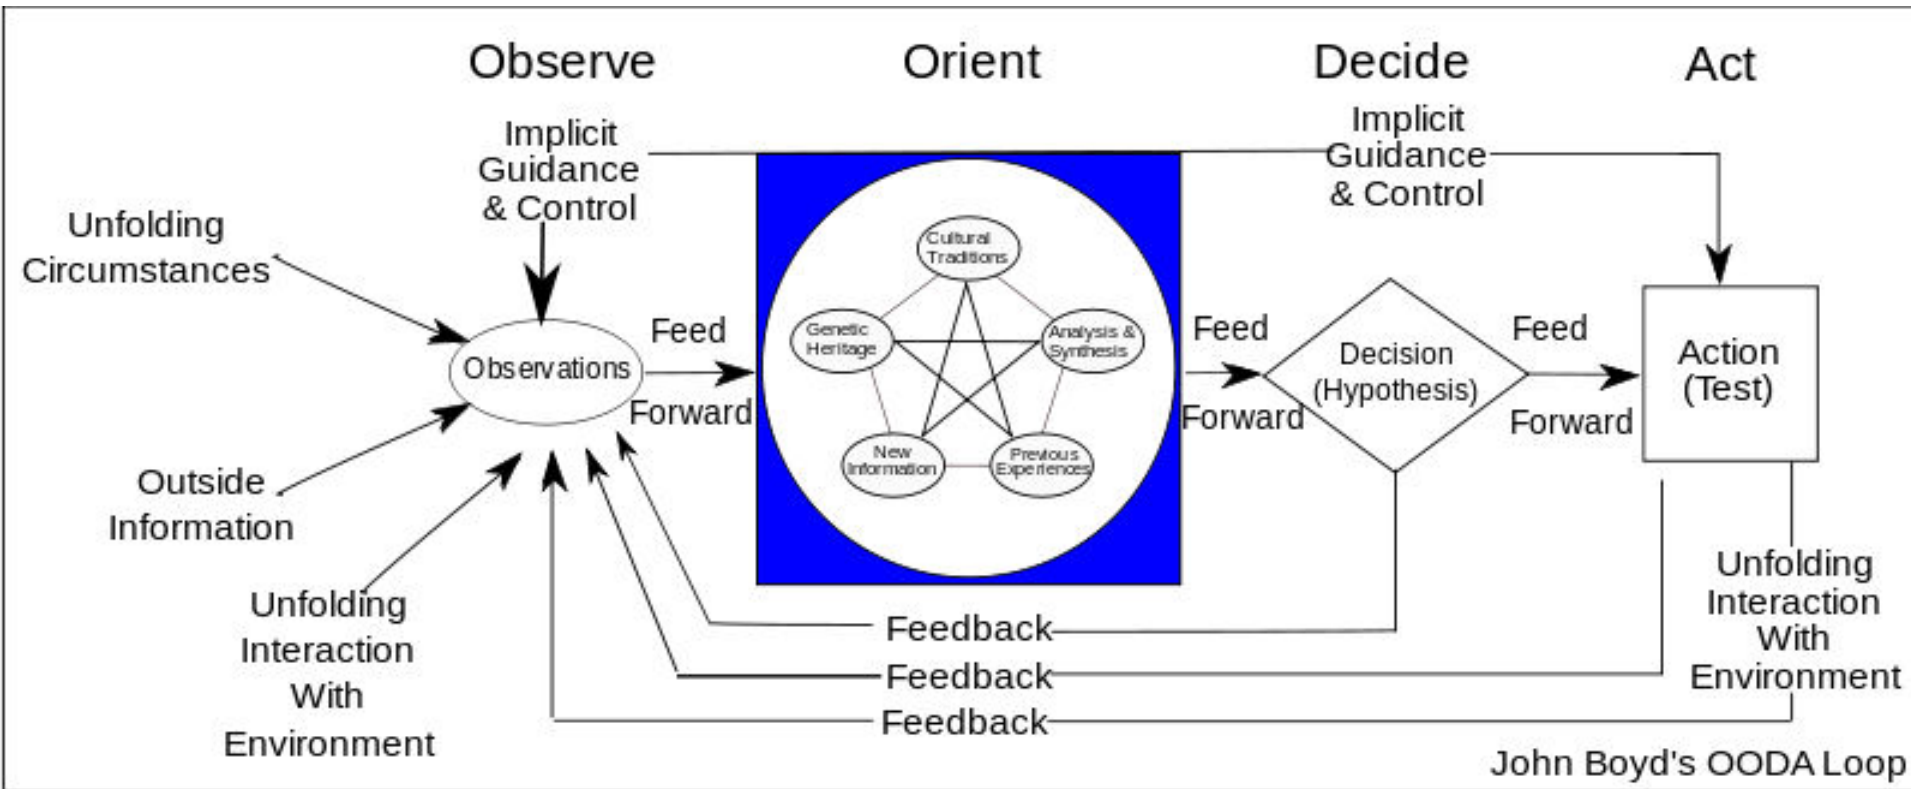 Observe
Orient
Decide
Act
Implicit
Guidance
& Control
Implicit
Guidance
& Control
Unfolding
Circumstances
Outside
Information
Unfolding
Interaction
With
Environment
Observations
Feed
Forward
Cultural
Traditions
Genetic
Heritage
Analysis &
Synthesis
New
Information
Previous
Experiences
Feed
Forward
Decision
(Hypothesis)
Feed
Forward
Action
(Test)
Unfolding
Interaction
With
Environment
Feedback
Feedback
Feedback
John Boyd's OODA Loop